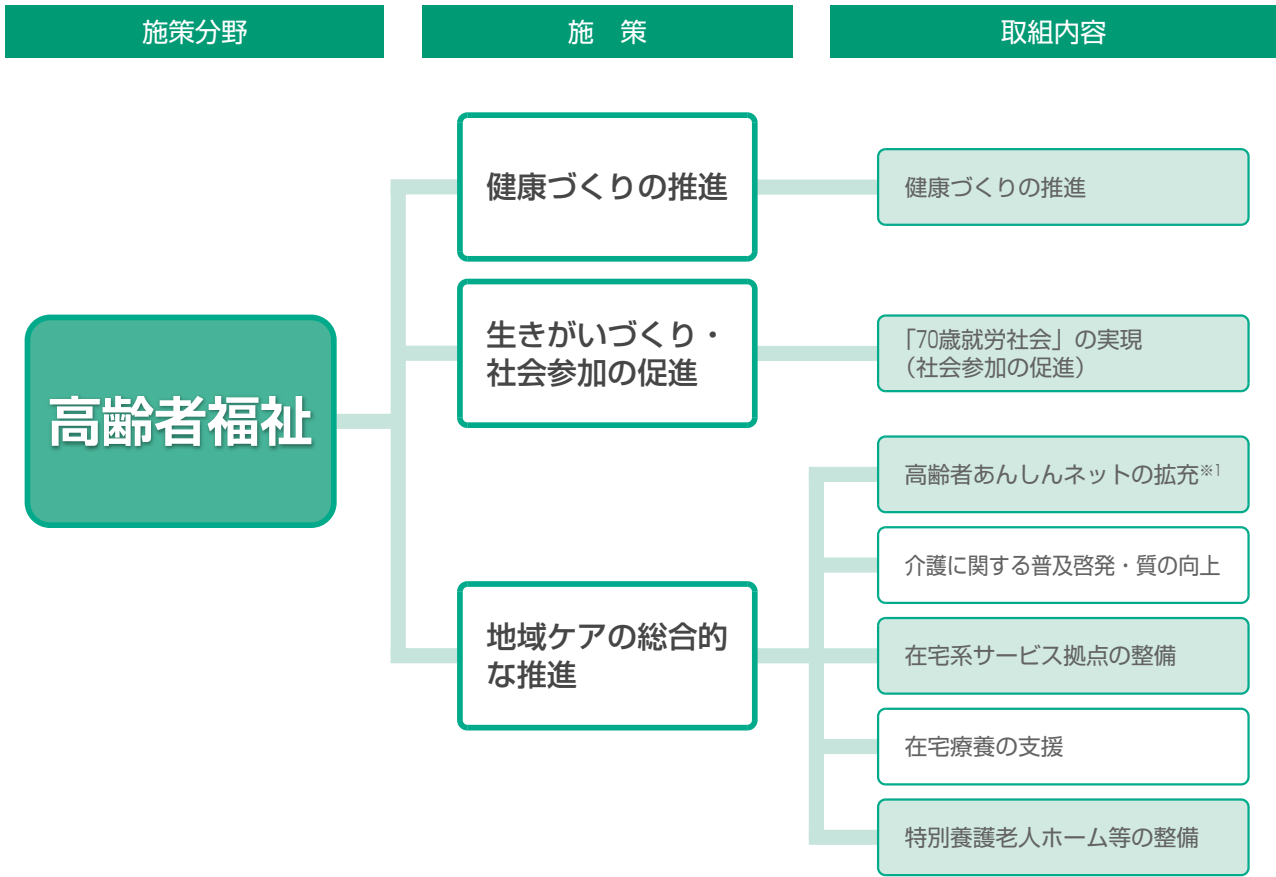 施策分野
施　策
取組内容
高齢者福祉
健康づくりの推進
健康づくりの推進
生きがいづくり・
社会参加の促進
「70歳就労社会」の実現
（社会参加の促進）
地域ケアの総合的
な推進
高齢者あんしんネットの拡充※1
介護に関する普及啓発・質の向上
在宅系サービス拠点の整備
在宅療養の支援
特別養護老人ホーム等の整備